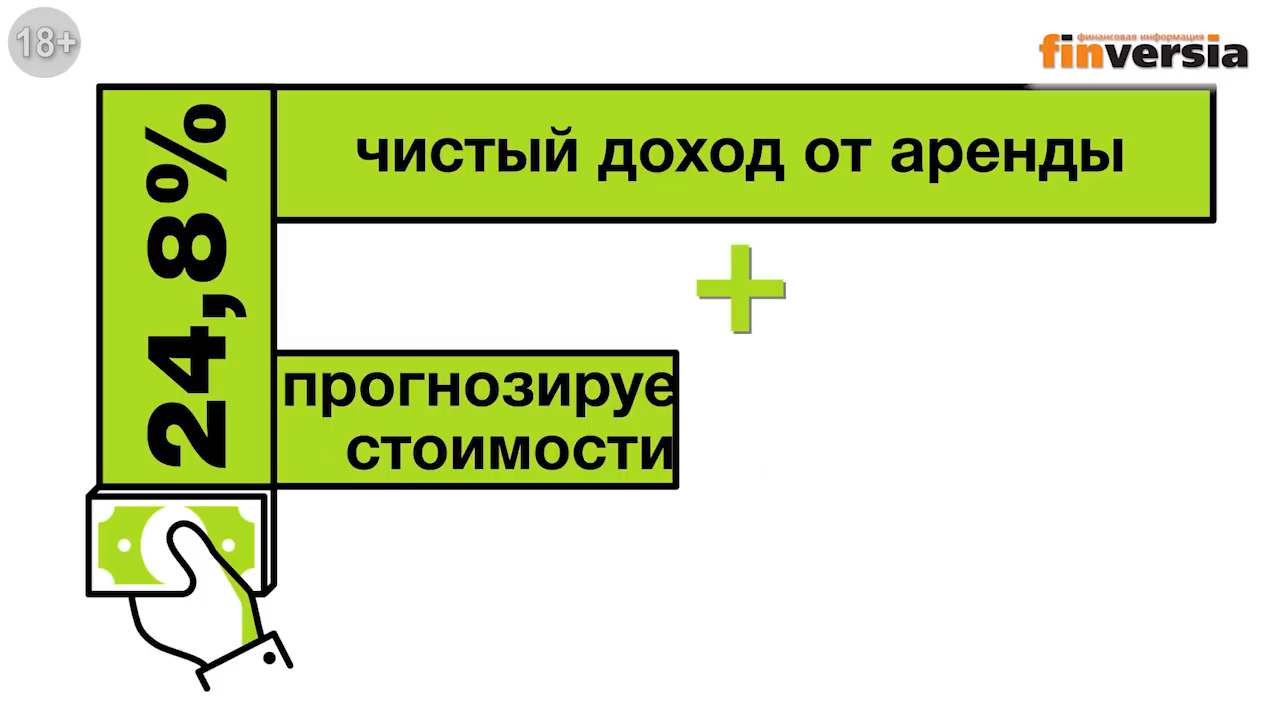 18+
финансовая информация
finversia
24,8%
чистый доход от аренды
+
прогнозируе
стоимости